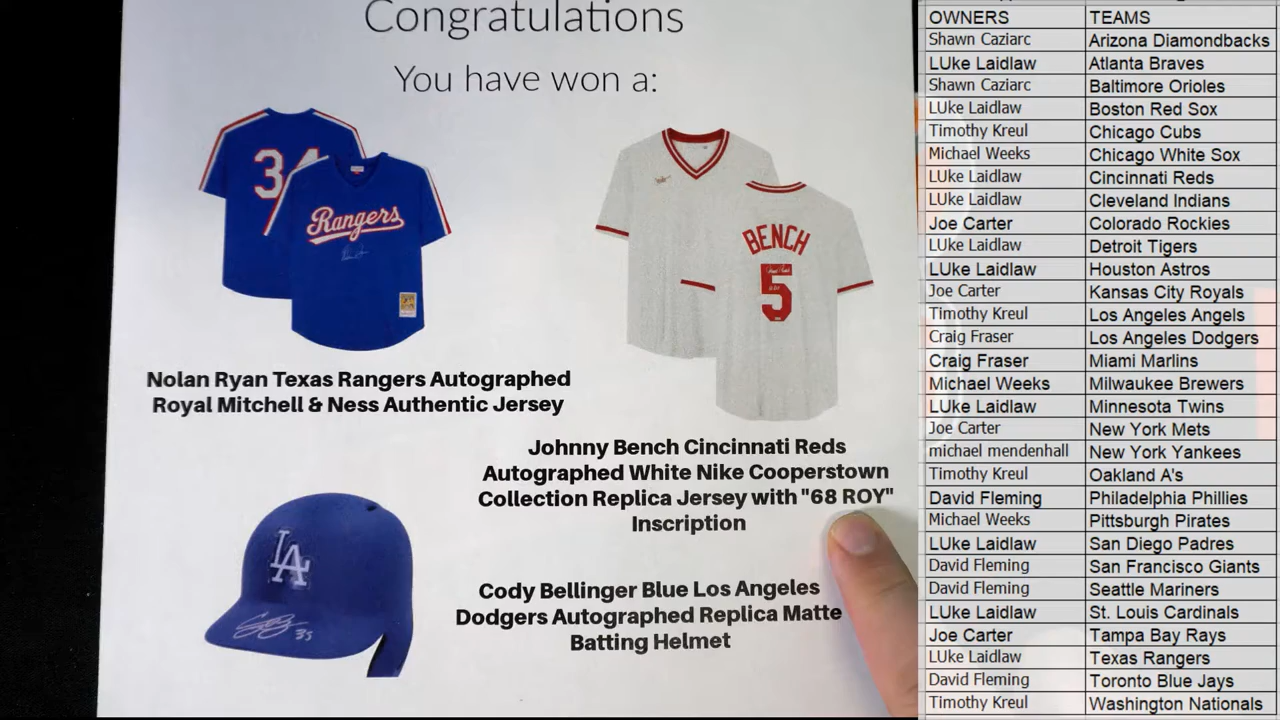 Congratulations
You have won a:
34
Rangers
BENCH
5
Nolan Ryan Texas Rangers Autographed
Royal Mitchell & Ness Authentic Jersey
Johnny Bench Cincinnati Reds
Autographed White Nike Cooperstown
Collection Replica Jersey with "68 ROY"
Inscription
LA
35
Cody Bellinger Blue Los Angeles
Dodgers Autographed Replica Matte
Batting Helmet
OWNERS TEAMS
Shawn Caziarc Arizona Diamondbacks
LUke Laidlaw Atlanta Braves
Shawn Caziarc Baltimore Orioles
LUke Laidlaw Boston Red Sox
Timothy Kreul Chicago Cubs
Michael Weeks Chicago White Sox
LUke Laidlaw Cincinnati Reds
LUke Laidlaw Cleveland Indians
Joe Carter Colorado Rockies
LUke Laidlaw Detroit Tigers
LUke Laidlaw Houston Astros
Joe Carter Kansas City Royals
Timothy Kreul Los Angeles Angels
Craig Fraser Los Angeles Dodgers
Craig Fraser Miami Marlins
Michael Weeks Milwaukee Brewers
LUke Laidlaw Minnesota Twins
Joe Carter New York Mets
michael mendenhall New York Yankees
Timothy Kreul Oakland A's
David Fleming Philadelphia Phillies
Michael Weeks Pittsburgh Pirates
LUke Laidlaw San Diego Padres
David Fleming San Francisco Giants
David Fleming Seattle Mariners
LUke Laidlaw St. Louis Cardinals
Joe Carter Tampa Bay Rays
LUke Laidlaw Texas Rangers
David Fleming Toronto Blue Jays
Timothy Kreul Washington Nationals